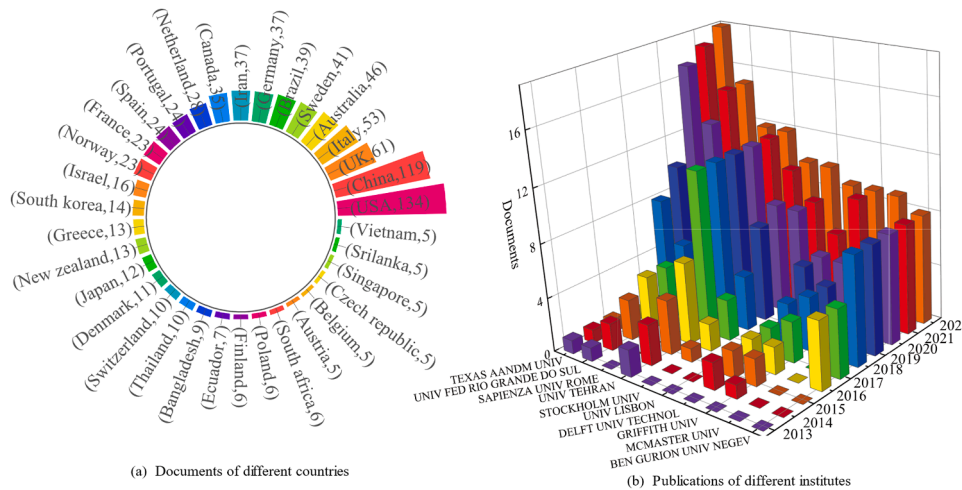 (Netherland,28)
(Canada,35)
(Iran,37)
(Germany,37)
(Brazil,39)
(Sweden,41)
(Australia,46)
(Italy,53)
(UK,61)
(China,119)
(USA,134)
(Portugal,24)
(Spain,24)
(France,23)
(Norway,23)
(Israel,16)
(South korea,14)
(Greece,13)
(New zealand,13)
(Japan,12)
(Denmark,11)
(Switzerland,10)
(Thailand,10)
(Bangladesh,9)
(Ecuador,7)
(Finland,6)
(Poland,6)
(South africa,6)
(Austria,5)
(Belgium,5)
(Czech republic,5)
(Singapore,5)
(Srilanka,5)
(Vietnam,5)
(a) Documents of different countries
16
12
8
4
0
Documents
TEXAS AANDM UNIV
UNIV FED RIO GRANDE DO SUL
SAPIENZA UNIV ROME
UNIV TEHRAN
STOCKHOLM UNIV
UNIV LISBON
DELFT UNIV TECHNOL
GRIFFITH UNIV
MCMASTER UNIV
BEN GURION UNIV NEGEV
202
2021
2020
2019
2018
2017
2016
2015
2014
2013
(b) Publications of different institutes